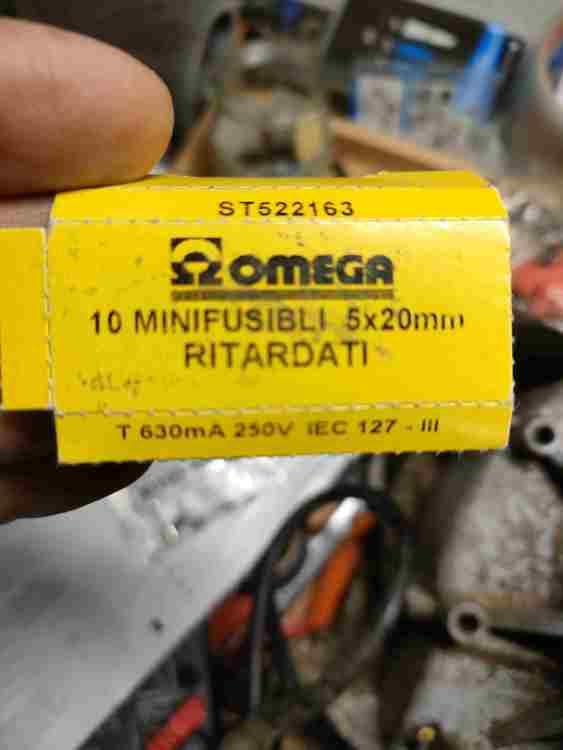 ST522163
OMEGA
10 MINIFUSIBLI 5x20mm
RITARDATI
T 630mA 250V IEC 127 - III